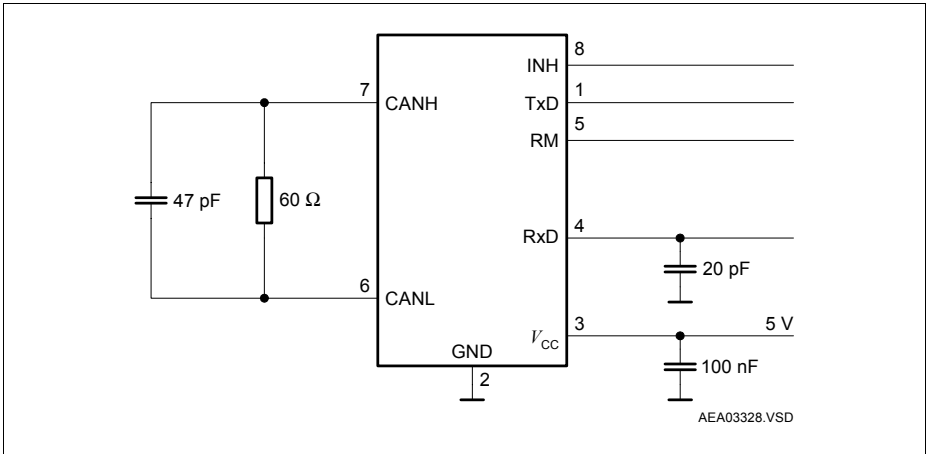 8
INH
1
TxD
5
RM
7
CANH
47 pF
60 Ω
4
RxD
20 pF
6
CANL
3
5 V
VCC
GND
2
100 nF
AEA03328.VSD